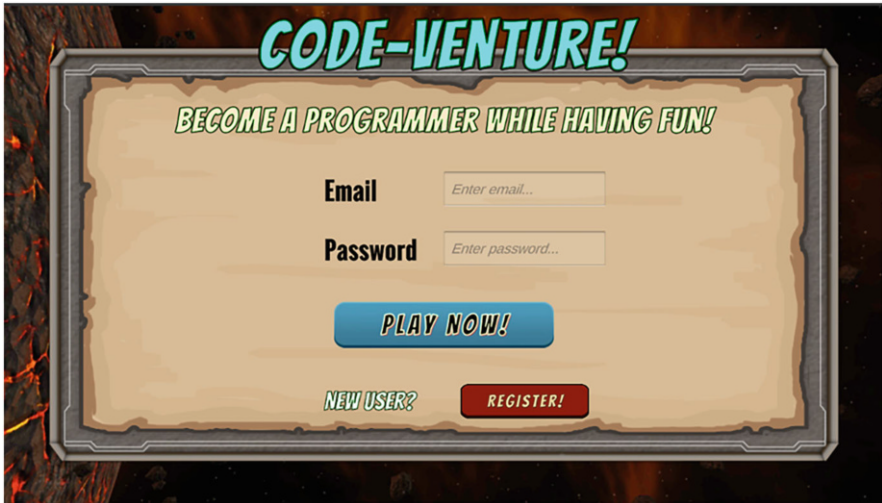 CODE-VENTURE!
BECOME A PROGRAMMER WHILE HAVING FUN!
Email Enter email...
Password Enter password...
PLAY NOW!
NEW USER? REGISTER!